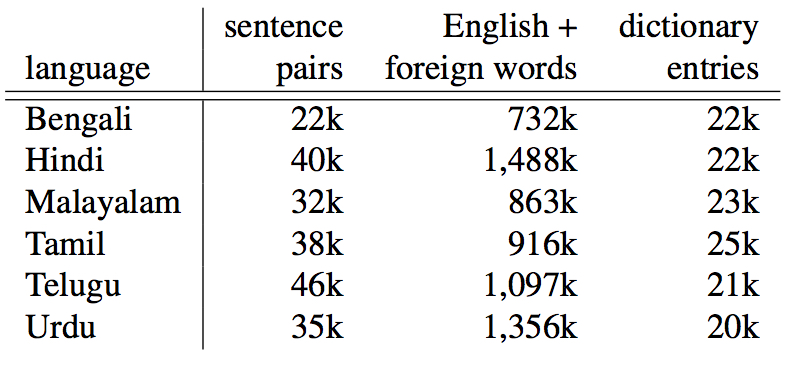 sentence English + dictionary
language pairs foreign words entries
Bengali 22k 732k 22k
Hindi 40k 1,488k 22k
Malayalam 32k 863k 23k
Tamil 38k 916k 25k
Telugu 46k 1,097k 21k
Urdu 35k 1,356k 20k